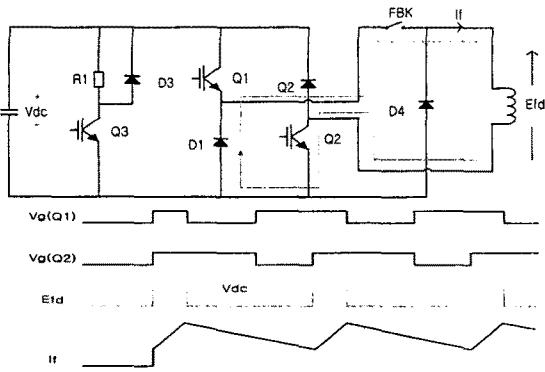 FBK
If
R1
D3
Q1
Q2
+
Vdc
-
Q3
D1
Q2
D4
Efd
Vg(Q1)
Vg(Q2)
Efd
Vdc
If